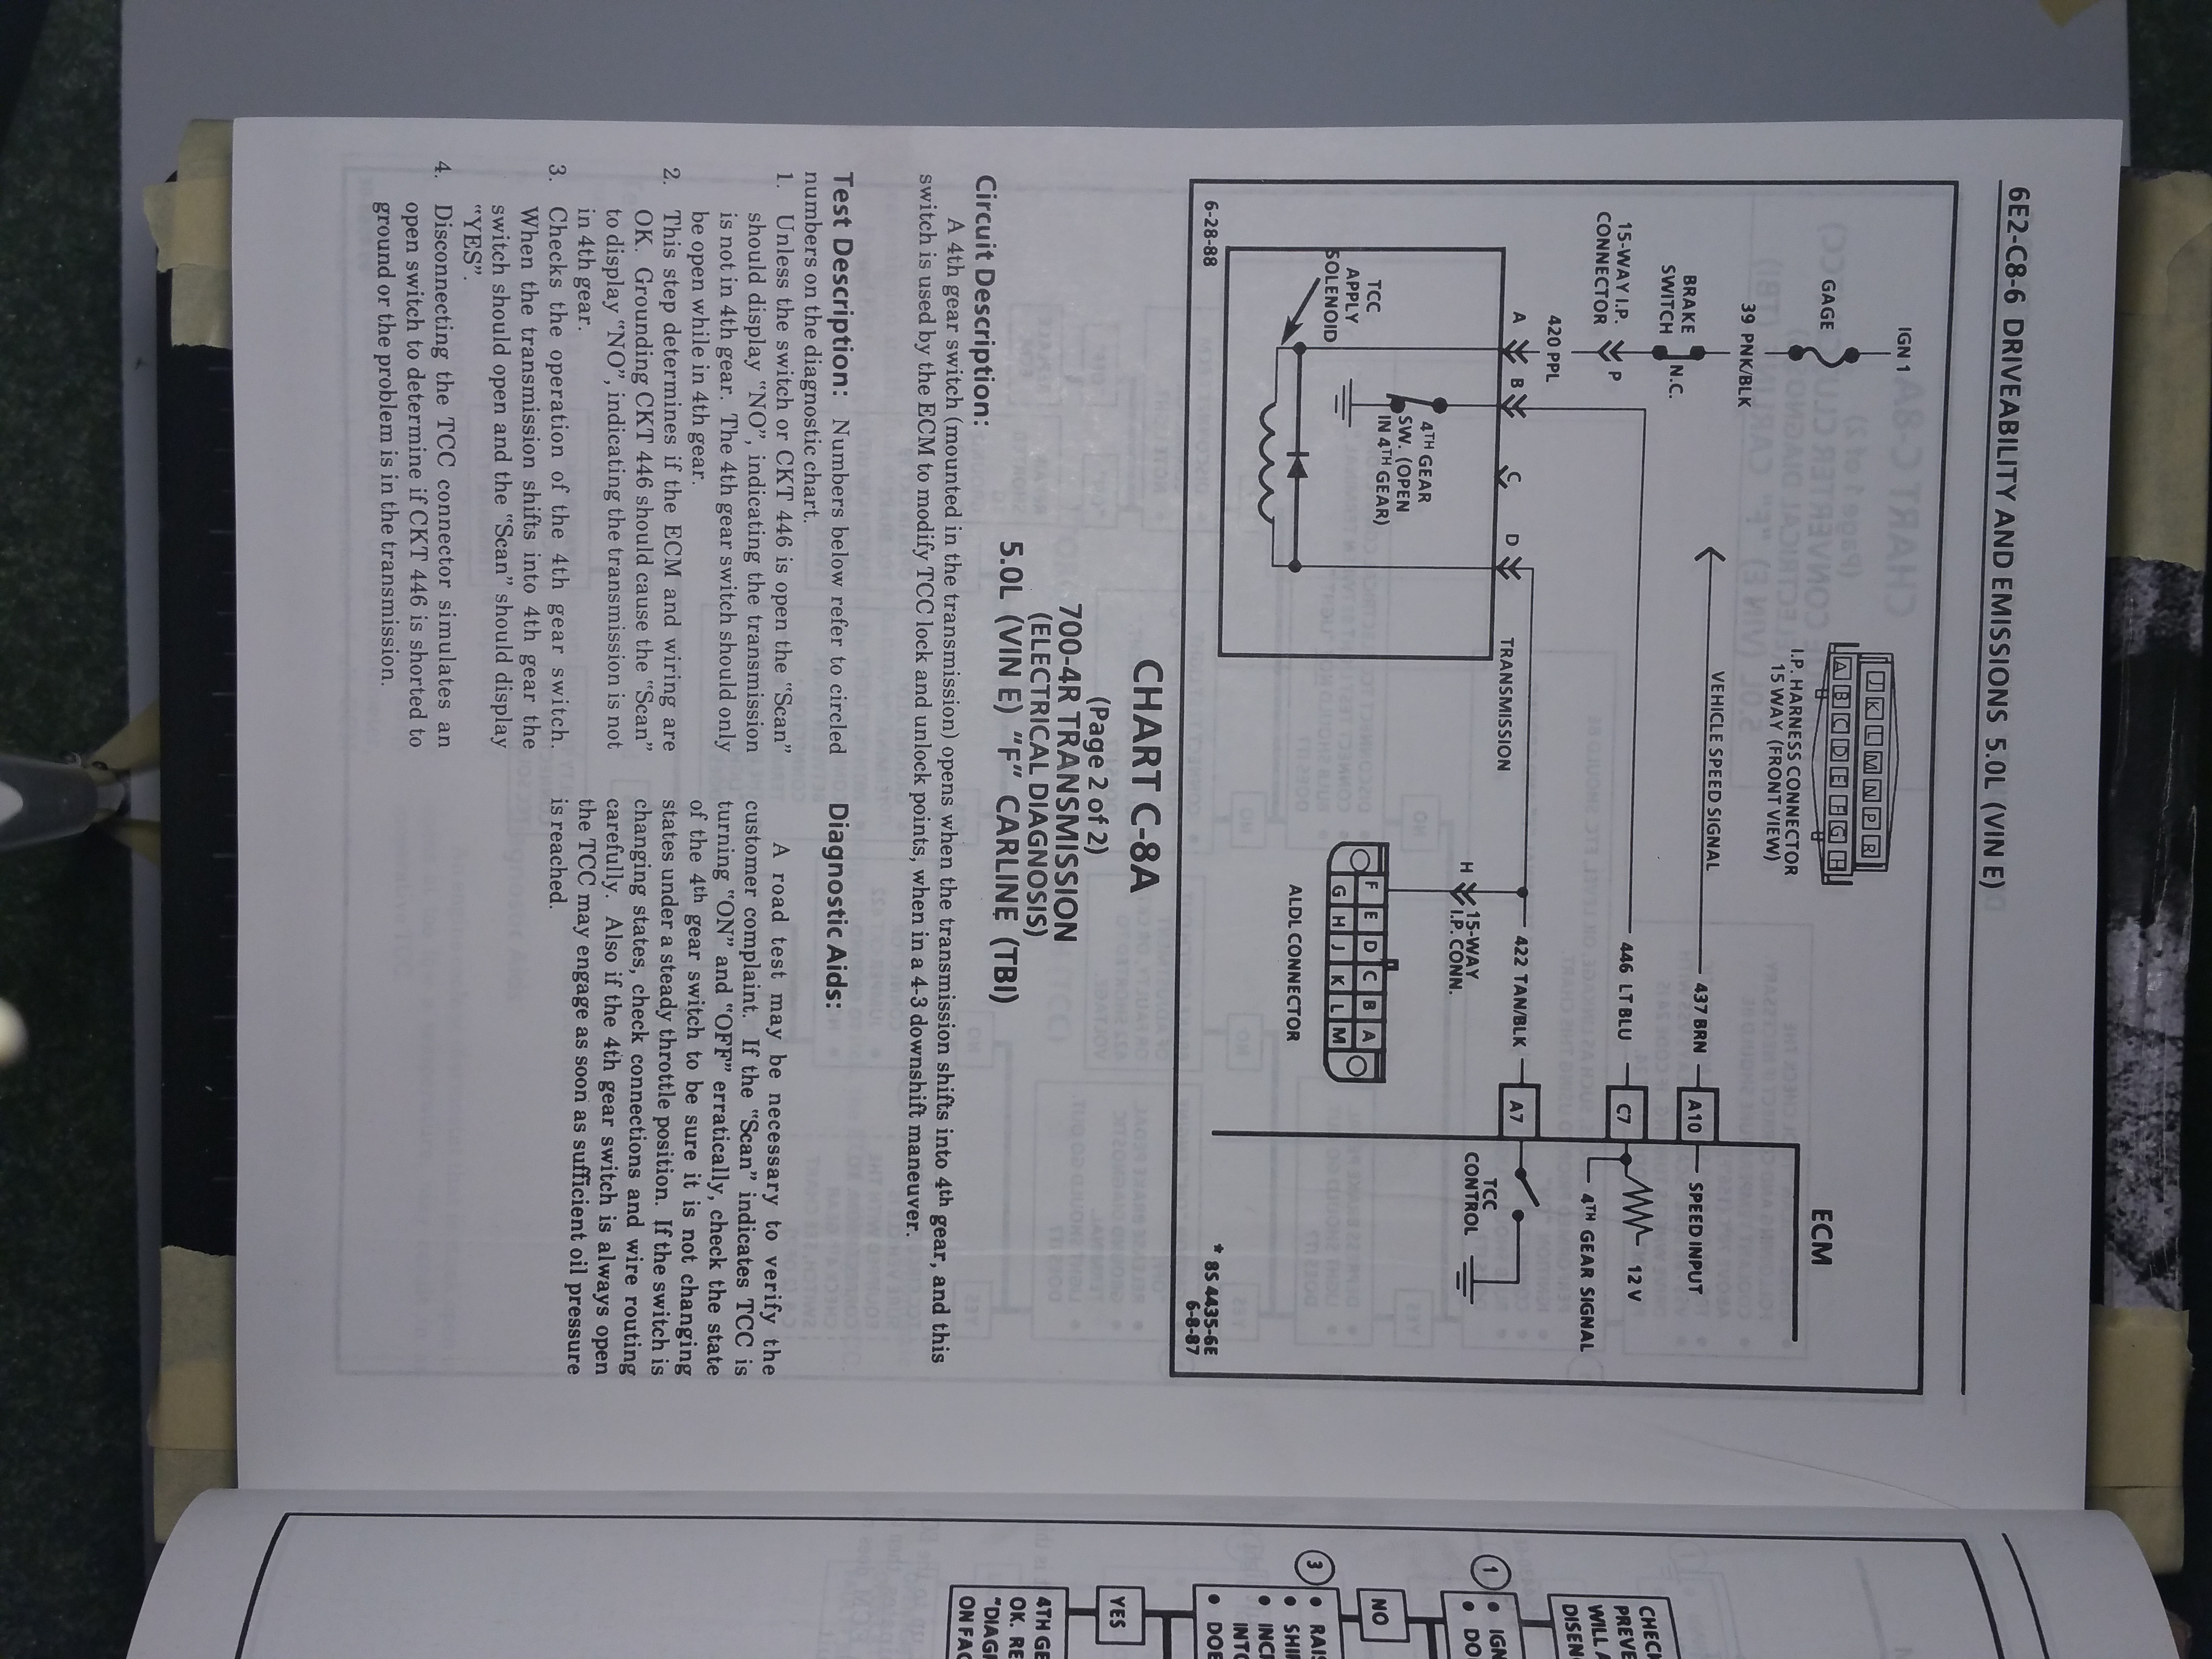 6E2-C8-6 DRIVEABILITY AND EMISSIONS 5.0L (VIN E)
IGN 1
GAGE
39 PNK/BLK
BRAKE
SWITCH
N.C.
15-WAY I.P.
CONNECTOR
P
420 PPL
A
B
C
D
TRANSMISSION
4TH GEAR
SW. (OPEN
IN 4TH GEAR)
TCC
APPLY
SOLENOID
6-28-88
J K L M N P R
A B C D E F G H
I.P. HARNESS CONNECTOR
15 WAY (FRONT VIEW)
VEHICLE SPEED SIGNAL
437 BRN
446 LT BLU
422 TAN/BLK
H
15-WAY
I.P. CONN.
F E D C B A
G H J K L M
ALDL CONNECTOR
ECM
A10
SPEED INPUT
C7
12 V
4TH GEAR SIGNAL
A7
TCC
CONTROL
* 8S 4435-6E
6-8-87
CHART C-8A
(Page 2 of 2)
700-4R TRANSMISSION
(ELECTRICAL DIAGNOSIS)
5.0L (VIN E) "F" CARLINE (TBI)
Circuit Description:
A 4th gear switch (mounted in the transmission) opens when the transmission shifts into 4th gear, and this
switch is used by the ECM to modify TCC lock and unlock points, when in a 4-3 downshift maneuver.
Test Description: Numbers below refer to circled
numbers on the diagnostic chart.
1. Unless the switch or CKT 446 is open the "Scan"
should display "NO", indicating the transmission
is not in 4th gear. The 4th gear switch should only
be open while in 4th gear.
2. This step determines if the ECM and wiring are
OK. Grounding CKT 446 should cause the "Scan"
to display "NO", indicating the transmission is not
in 4th gear.
3. Checks the operation of the 4th gear switch.
When the transmission shifts into 4th gear the
switch should open and the "Scan" should display
"YES".
4. Disconnecting the TCC connector simulates an
open switch to determine if CKT 446 is shorted to
ground or the problem is in the transmission.
Diagnostic Aids:
A road test may be necessary to verify the
customer complaint. If the "Scan" indicates TCC is
turning "ON" and "OFF" erratically, check the state
of the 4th gear switch to be sure it is not changing
states under a steady throttle position. If the switch is
changing states, check connections and wire routing
carefully. Also if the 4th gear switch is always open
the TCC may engage as soon as sufficient oil pressure
is reached.
CHECK
PREVE
WILL A
DISEN
1
• IGN
• DO
NO
3
• RAIS
• SHIF
• INCR
INTO
• DOE
YES
4TH GE
OK. RE
"DIAG
ON FAC